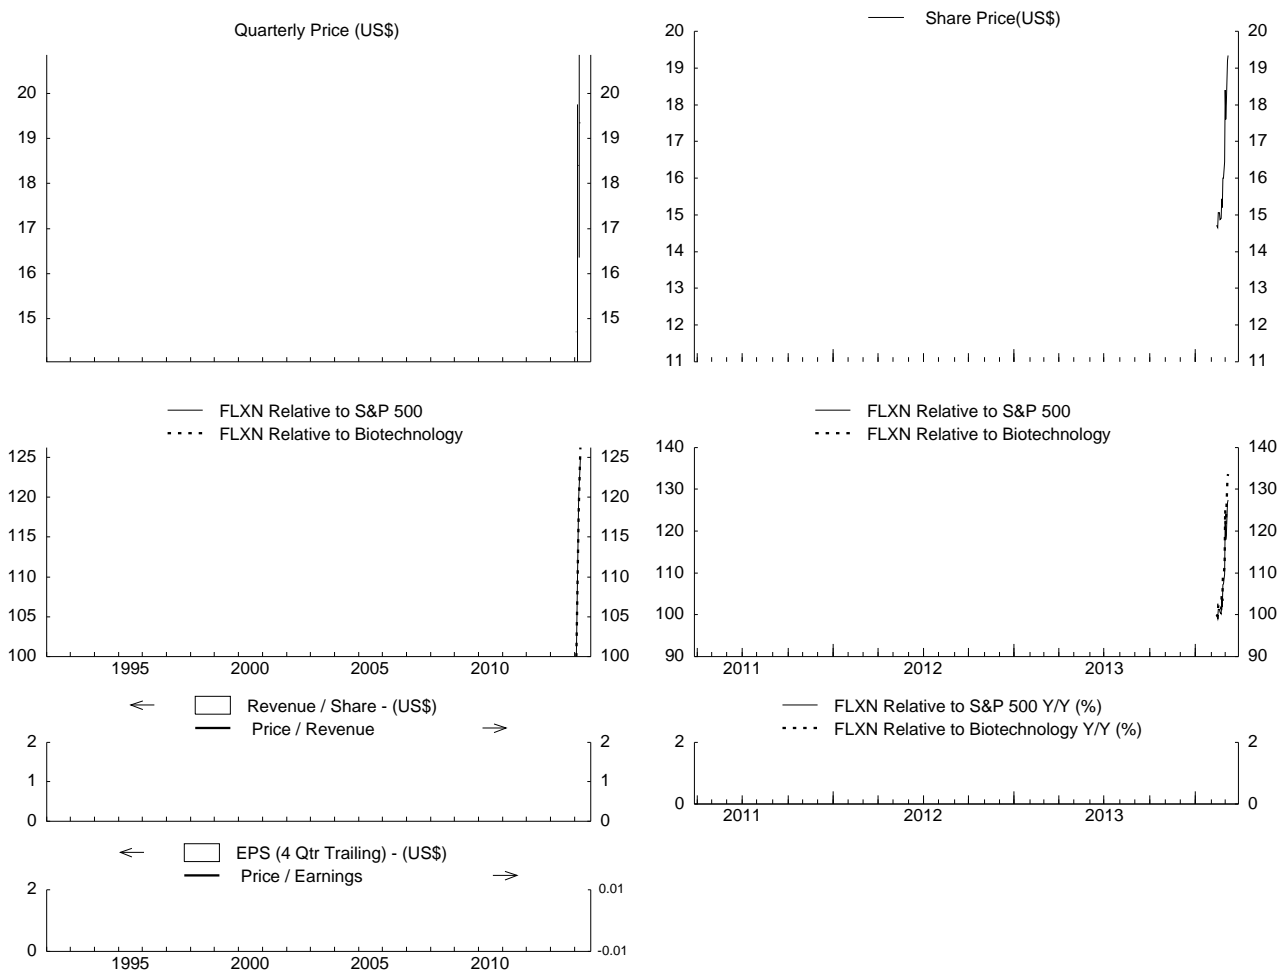 Quarterly Price (US$)
20 20
19 19
18 18
17 17
16 16
15 15
Share Price(US$)
20 20
19 19
18 18
17 17
16 16
15 15
14 14
13 13
12 12
11 11
FLXN Relative to S&P 500
FLXN Relative to Biotechnology
125 125
120 120
115 115
110 110
105 105
100 100
1995 2000 2005 2010
FLXN Relative to S&P 500
FLXN Relative to Biotechnology
140 140
130 130
120 120
110 110
100 100
90 90
2011 2012 2013
Revenue / Share - (US$)
Price / Revenue
2 2
1 1
0 0
FLXN Relative to S&P 500 Y/Y (%)
FLXN Relative to Biotechnology Y/Y (%)
2 2
0 0
2011 2012 2013
EPS (4 Qtr Trailing) - (US$)
Price / Earnings
2 0.01
0 -0.01
1995 2000 2005 2010